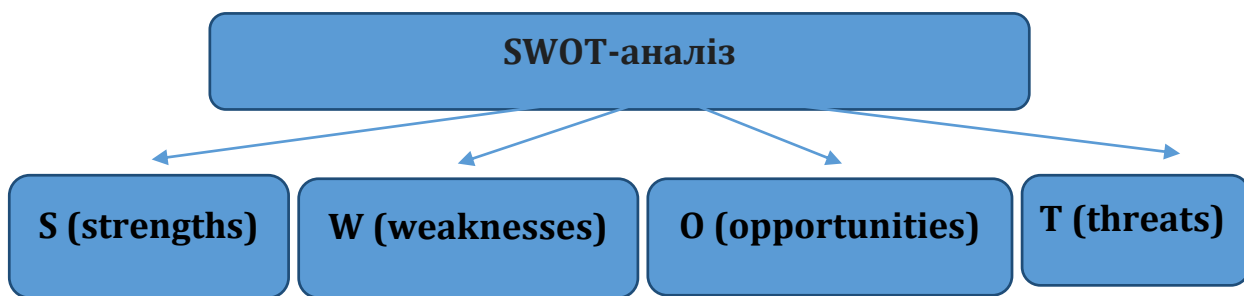 SWOT-аналіз
S (strengths)
W (weaknesses)
O (opportunities)
T (threats)